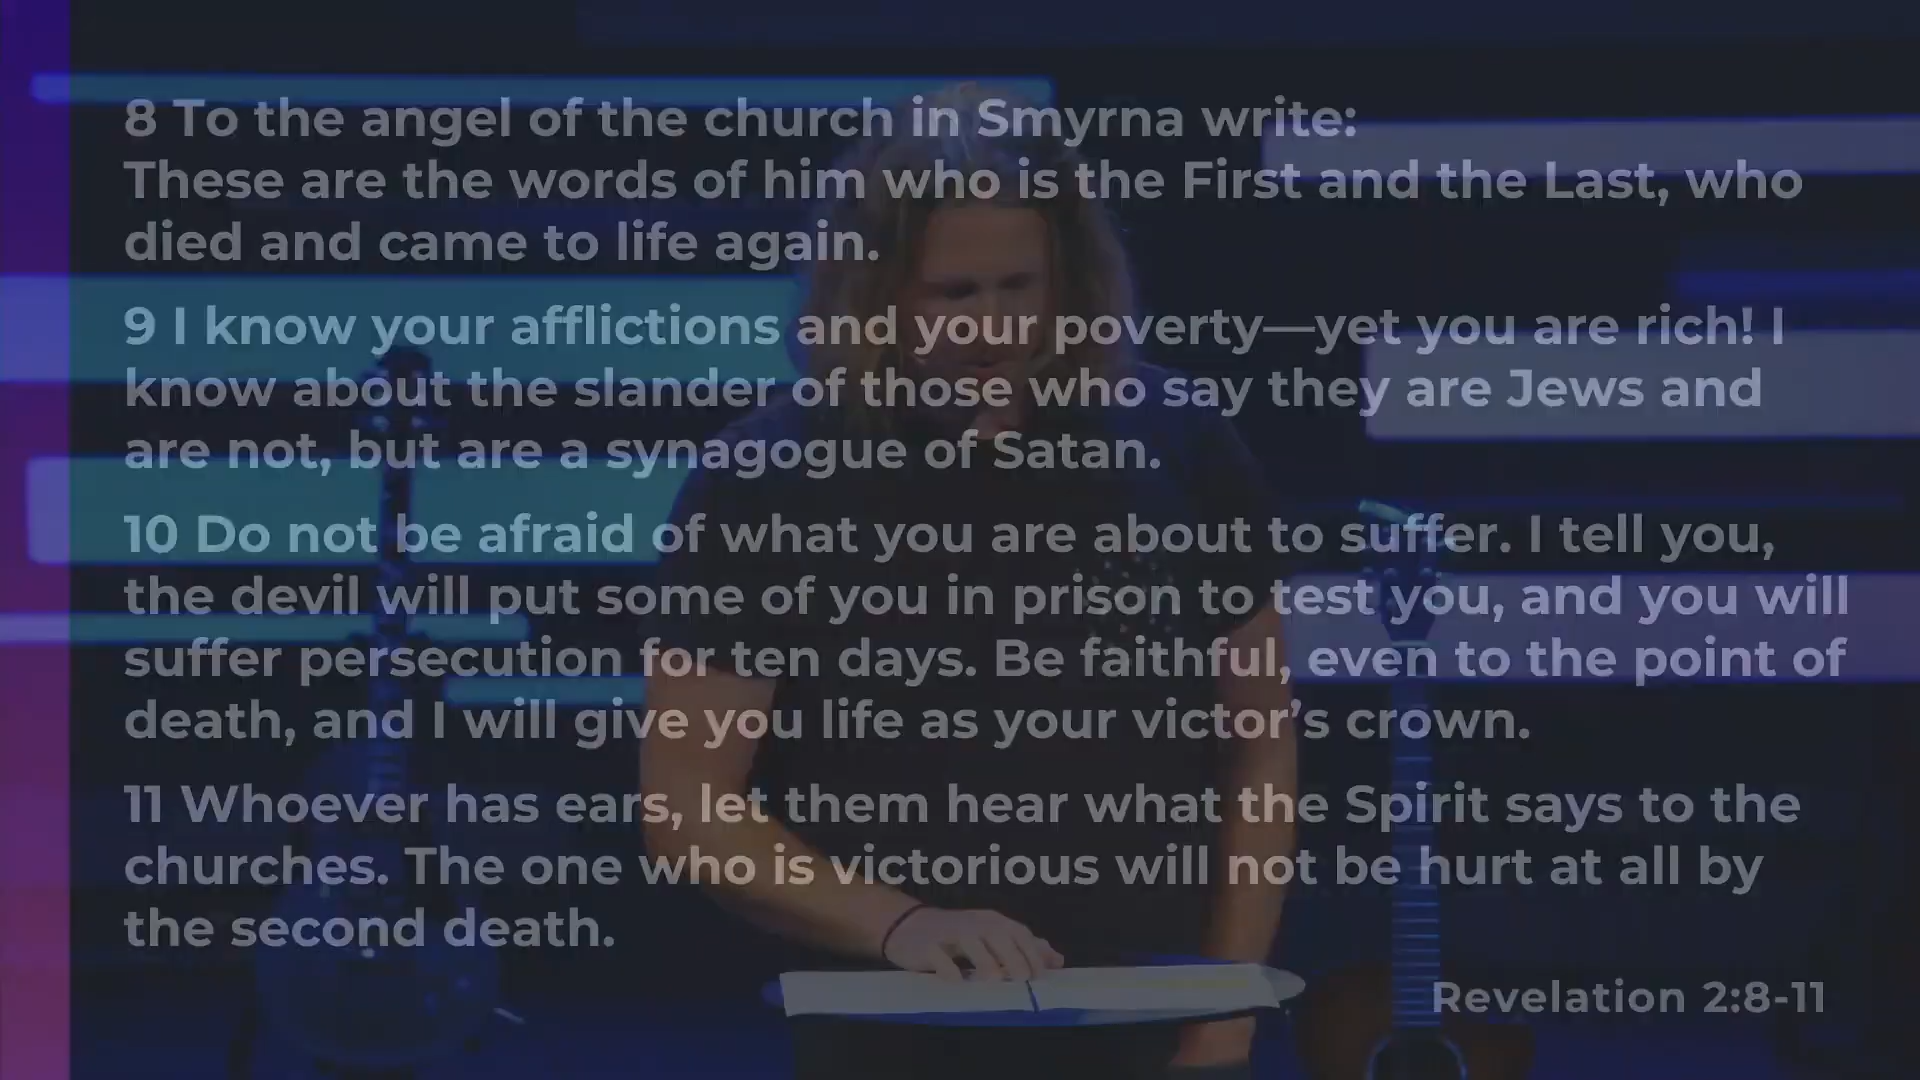 8 To the angel of the church in Smyrna write:
These are the words of him who is the First and the Last, who
died and came to life again.
9 I know your afflictions and your poverty—yet you are rich! I
know about the slander of those who say they are Jews and
are not, but are a synagogue of Satan.
10 Do not be afraid of what you are about to suffer. I tell you,
the devil will put some of you in prison to test you, and you will
suffer persecution for ten days. Be faithful, even to the point of
death, and I will give you life as your victor’s crown.
11 Whoever has ears, let them hear what the Spirit says to the
churches. The one who is victorious will not be hurt at all by
the second death.
Revelation 2:8-11